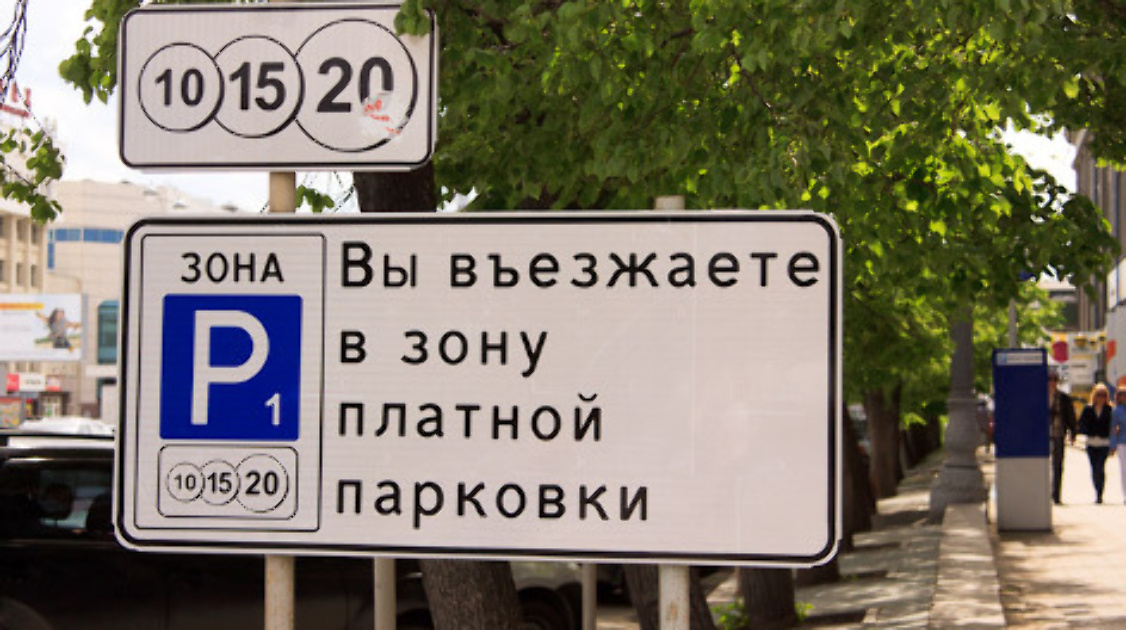 10 15 20
ЗОНА
P
1
10 15 20
Вы въезжаете
в зону
платной
парковки